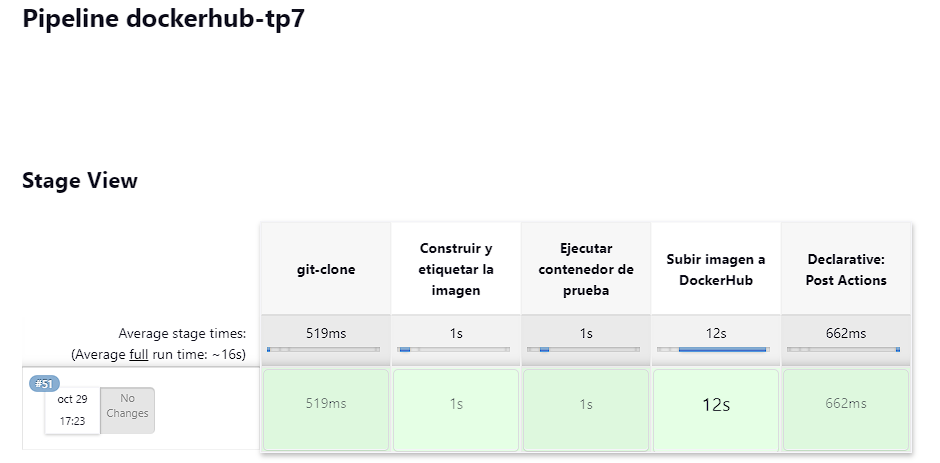 Pipeline dockerhub-tp7
Stage View
git-clone
Construir y
etiquetar la
imagen
Ejecutar
contenedor de
prueba
Subir imagen a
DockerHub
Declarative:
Post Actions
Average stage times:
(Average full run time: ~16s)
519ms
1s
1s
12s
662ms
#51
oct 29
17:23
No
Changes
519ms
1s
1s
12s
662ms